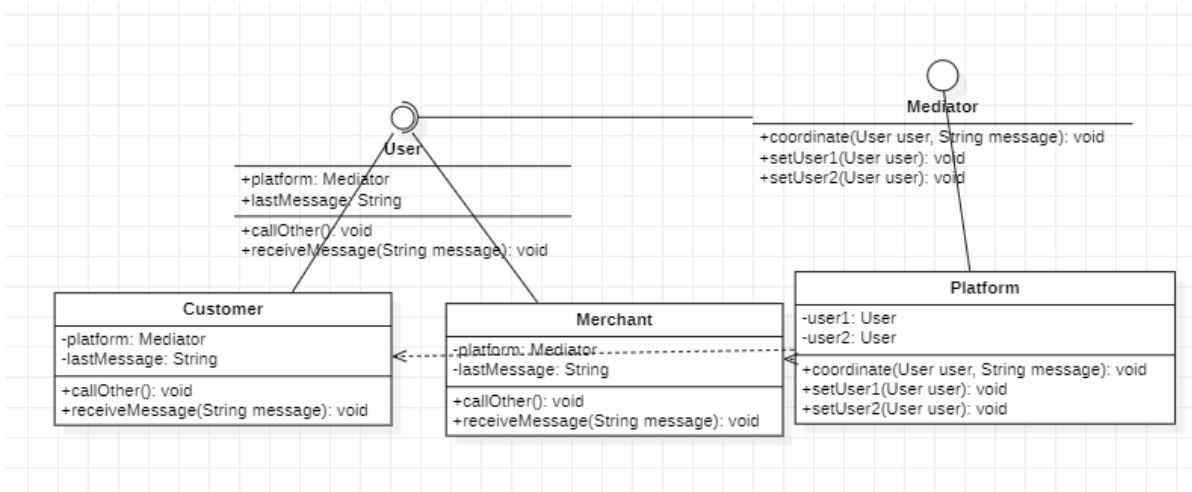 Mediator
+coordinate(User user, String message): void
+setUser1(User user): void
+setUser2(User user): void
User
+platform: Mediator
+lastMessage: String
+callOther(): void
+receiveMessage(String message): void
Customer
-platform: Mediator
-lastMessage: String
+callOther(): void
+receiveMessage(String message): void
Merchant
-platform: Mediator
-lastMessage: String
+callOther(): void
+receiveMessage(String message): void
Platform
-user1: User
-user2: User
+coordinate(User user, String message): void
+setUser1(User user): void
+setUser2(User user): void